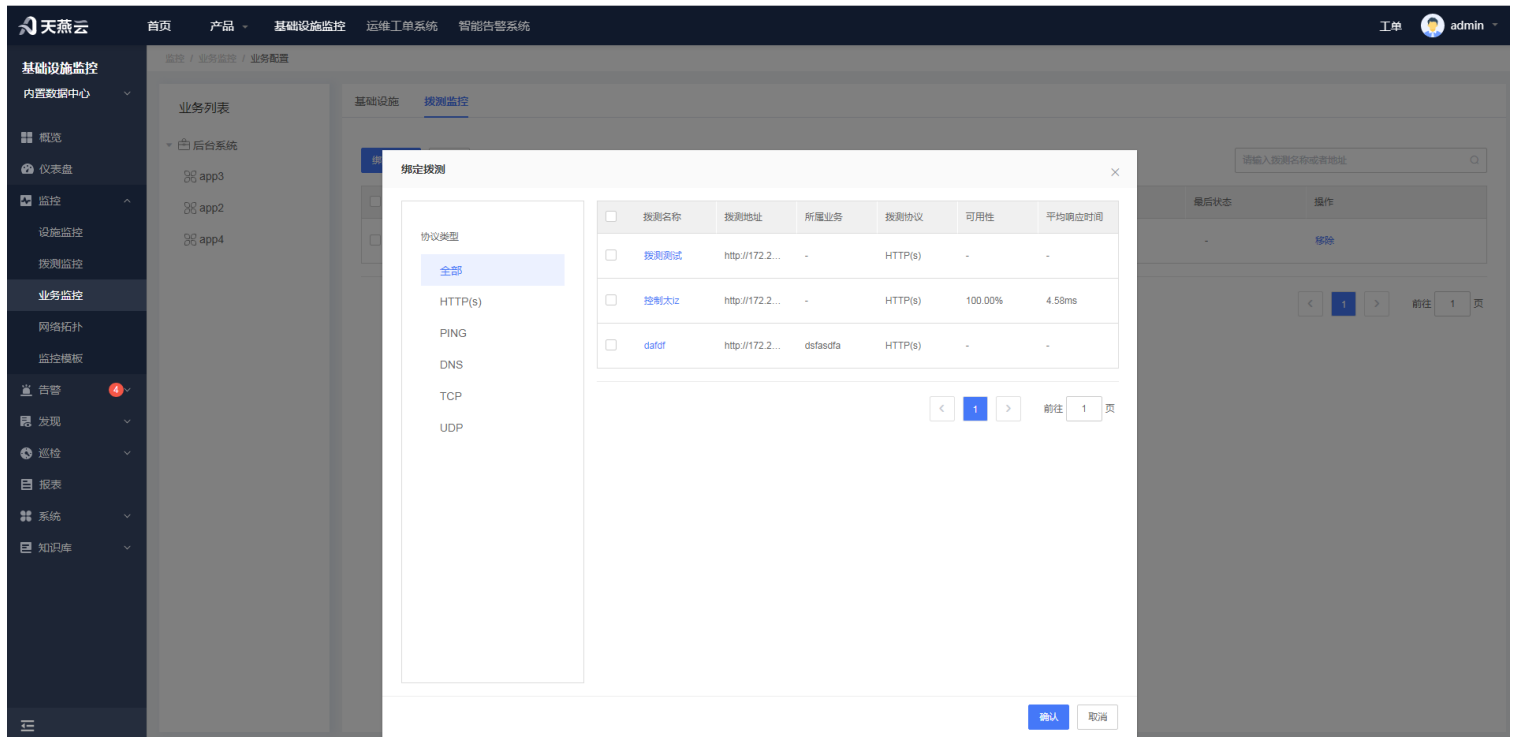 天燕云 首页 产品 基础设施监控 运维工单系统 智能告警系统 工单 admin
基础设施监控
内置数据中心
概览
仪表盘
监控
设施监控
拨测监控
业务监控
网络拓扑
监控模板
告警 4
发现
巡检
报表
系统
知识库
监控 / 业务监控 / 业务配置
业务列表
后台系统
app3
app2
app4
基础设施 拨测监控
绑
请输入拨测名称或者地址
最后状态 操作
- 移除
< 1 > 前往 1 页
绑定拨测
协议类型
全部
HTTP(s)
PING
DNS
TCP
UDP
拨测名称 拨测地址 所属业务 拨测协议 可用性 平均响应时间
拨测测试 http://172.2... - HTTP(s) - -
控制太iz http://172.2... - HTTP(s) 100.00% 4.58ms
dafdf http://172.2... dsfasdfa HTTP(s) - -
< 1 > 前往 1 页
确认 取消